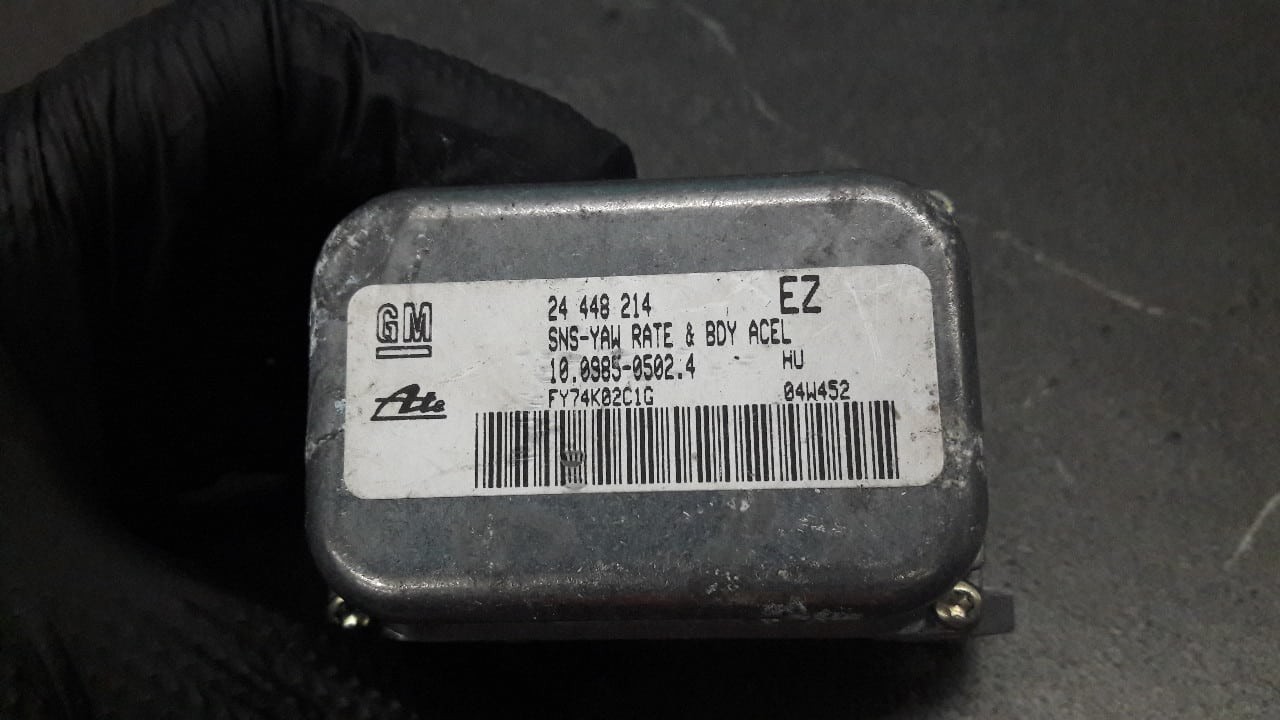 GM
24 448 214 EZ
SNS-YAW RATE & BDY ACEL
10.0985-0502.4 HU
Ate
FY74K02C1G 04W452